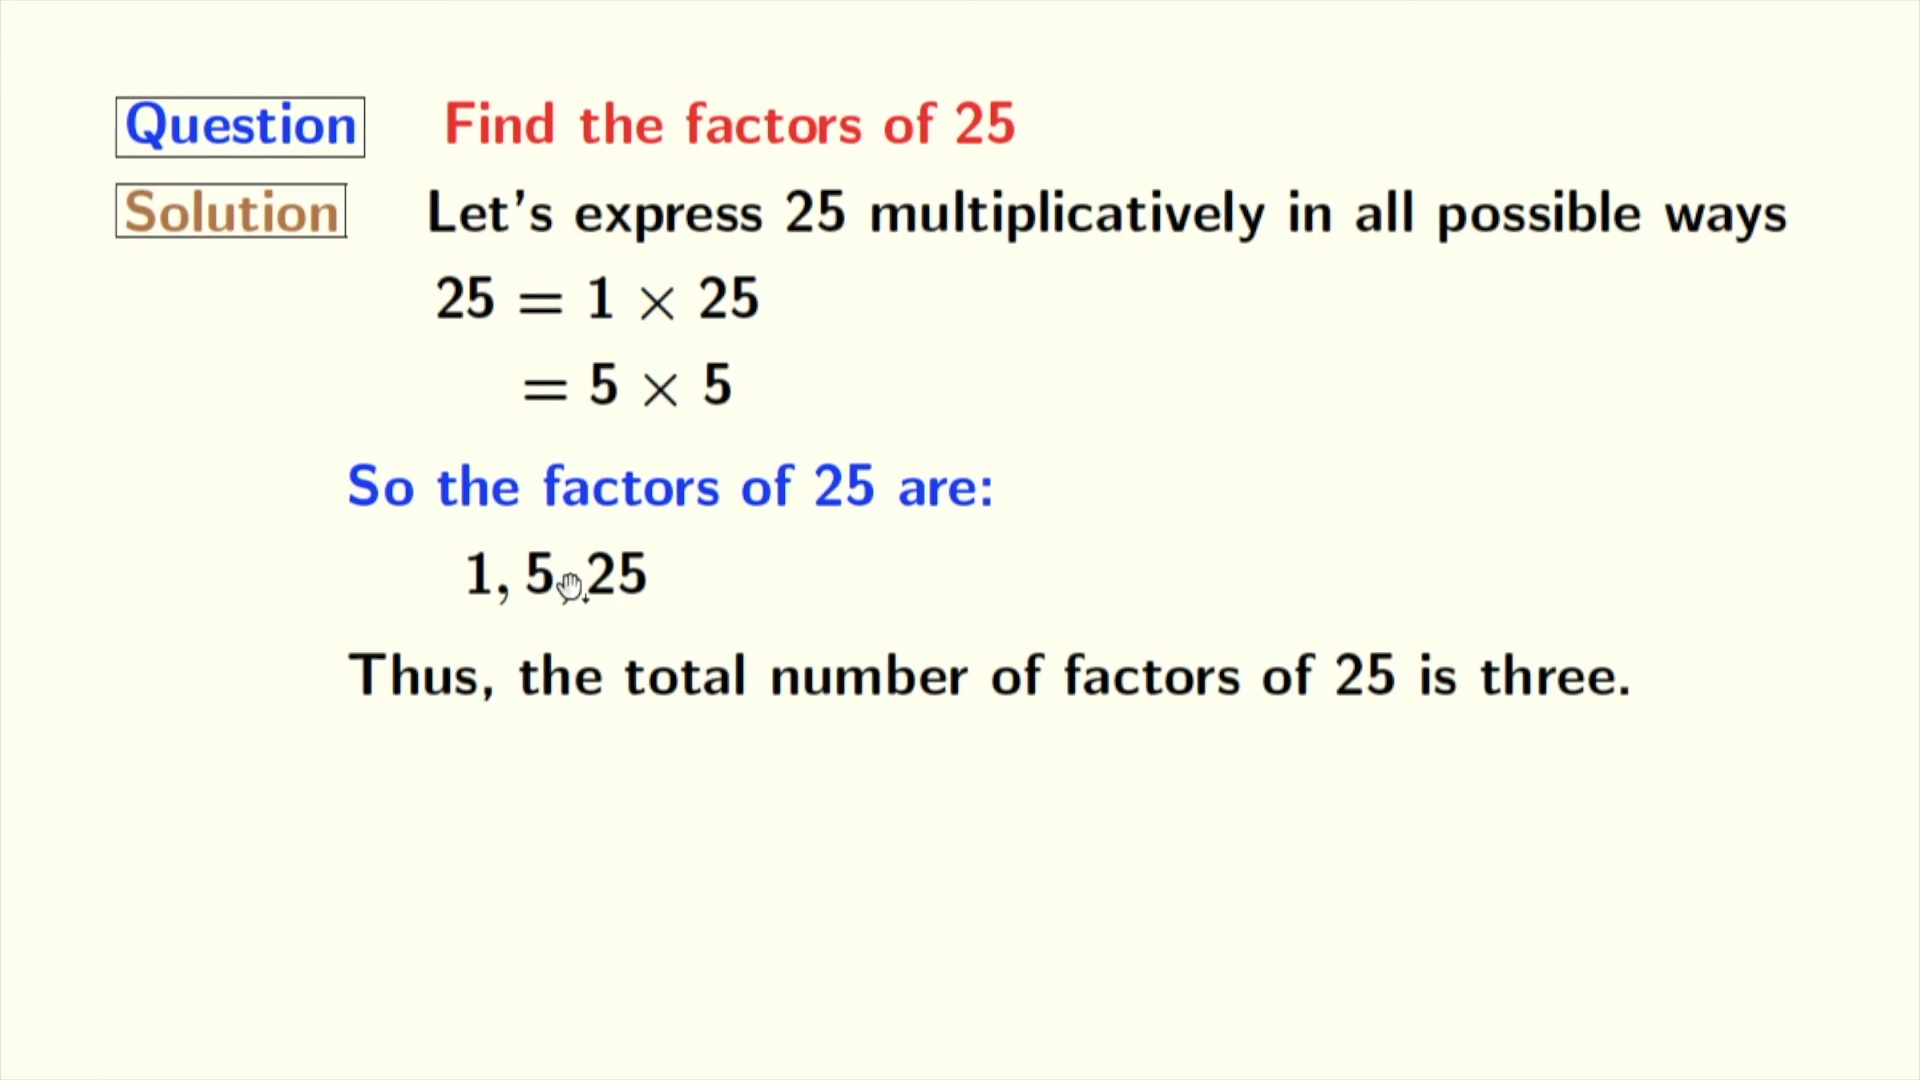 Question Find the factors of 25
Solution Let's express 25 multiplicatively in all possible ways
25 = 1 × 25
= 5 × 5
So the factors of 25 are:
1, 5, 25
Thus, the total number of factors of 25 is three.